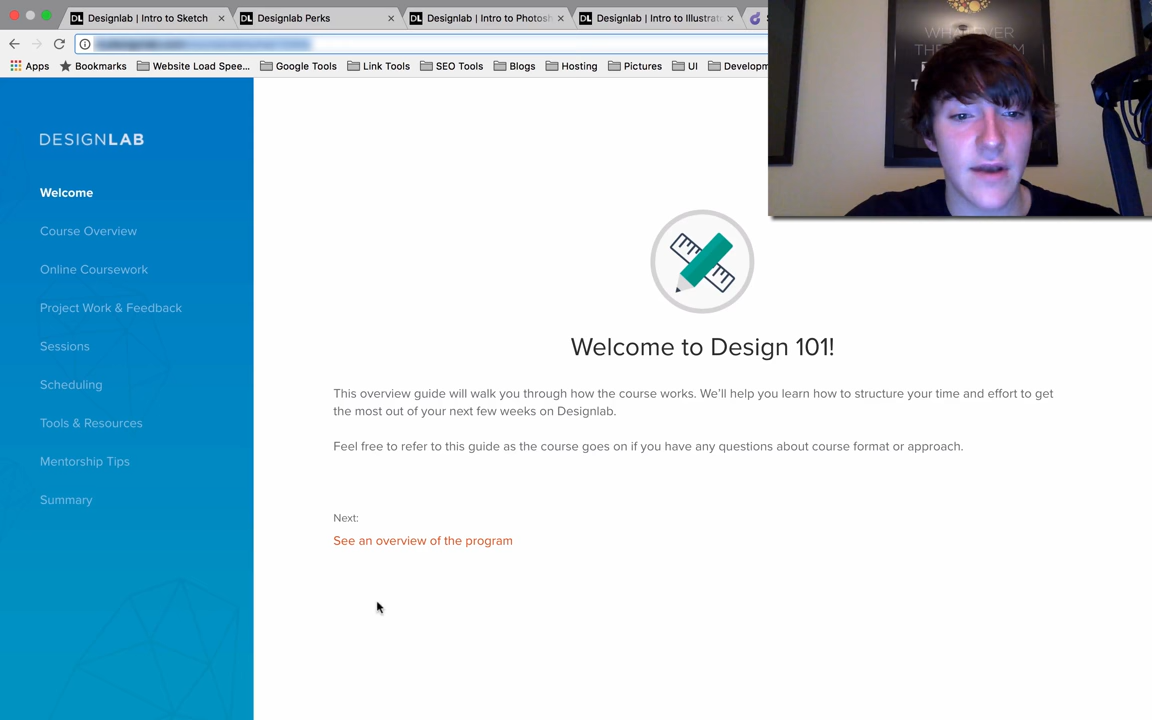 Designlab | Intro to Sketch
Designlab Perks
Designlab | Intro to Photosh
Designlab | Intro to Illustrat
Apps
Bookmarks
Website Load Spee...
Google Tools
Link Tools
SEO Tools
Blogs
Hosting
Pictures
UI
Developm
WHATEVER
DESIGNLAB
Welcome
Course Overview
Online Coursework
Project Work & Feedback
Sessions
Scheduling
Tools & Resources
Mentorship Tips
Summary
Welcome to Design 101!
This overview guide will walk you through how the course works. We'll help you learn how to structure your time and effort to get
the most out of your next few weeks on Designlab.
Feel free to refer to this guide as the course goes on if you have any questions about course format or approach.
Next:
See an overview of the program